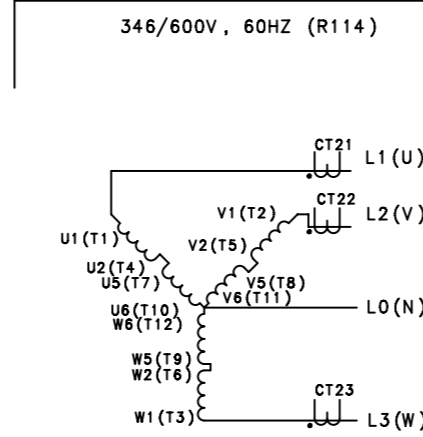 346/600V, 60HZ (R114)
CT21
L1(U)
CT22
L2(V)
V1(T2)
U1(T1)
V2(T5)
U2(T4)
U5(T7)
V5(T8)
V6(T11)
U6(T10)
L0(N)
W6(T12)
W5(T9)
W2(T6)
CT23
W1(T3)
L3(W)